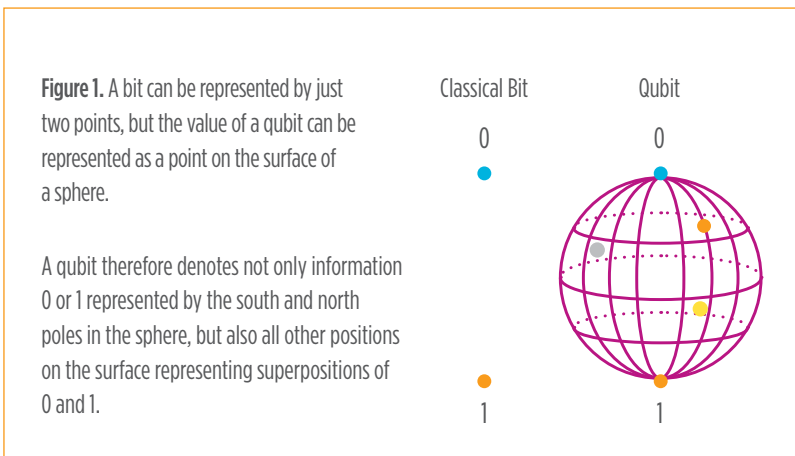 Figure 1. A bit can be represented by just
two points, but the value of a qubit can be
represented as a point on the surface of
a sphere.
A qubit therefore denotes not only information
0 or 1 represented by the south and north
poles in the sphere, but also all other positions
on the surface representing superpositions of
0 and 1.
Classical Bit
0
1
Qubit
0
1